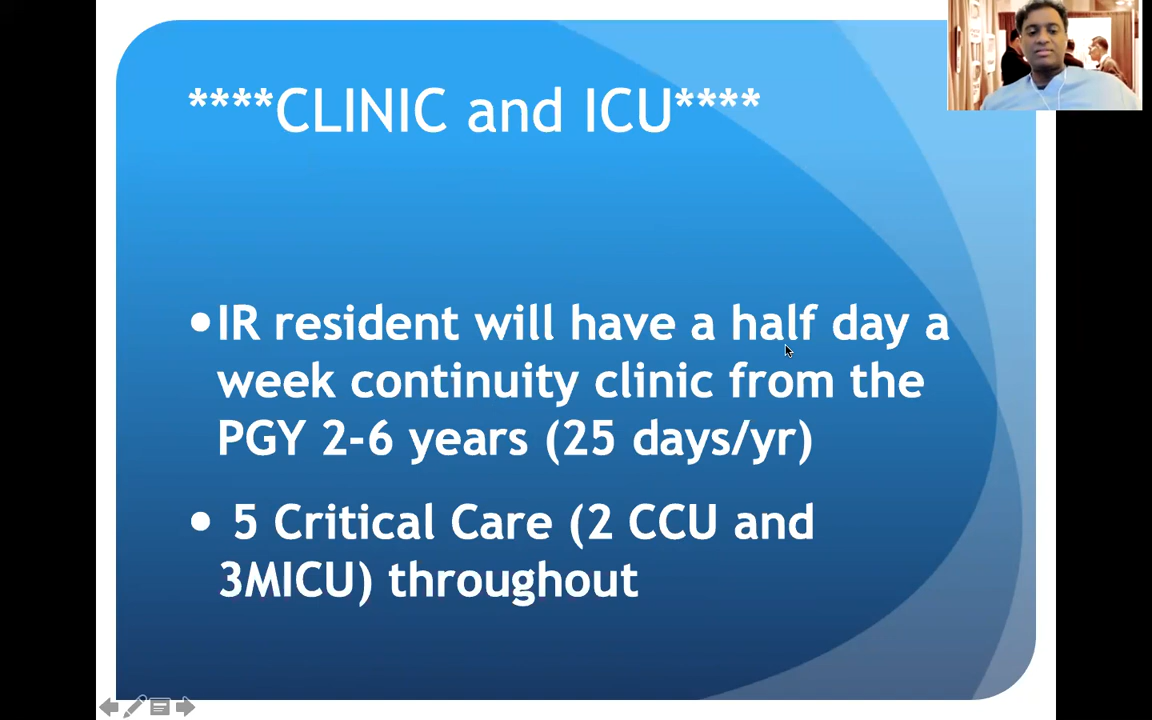 ****CLINIC and ICU****
•IR resident will have a half day a
week continuity clinic from the
PGY 2-6 years (25 days/yr)
• 5 Critical Care (2 CCU and
3MICU) throughout